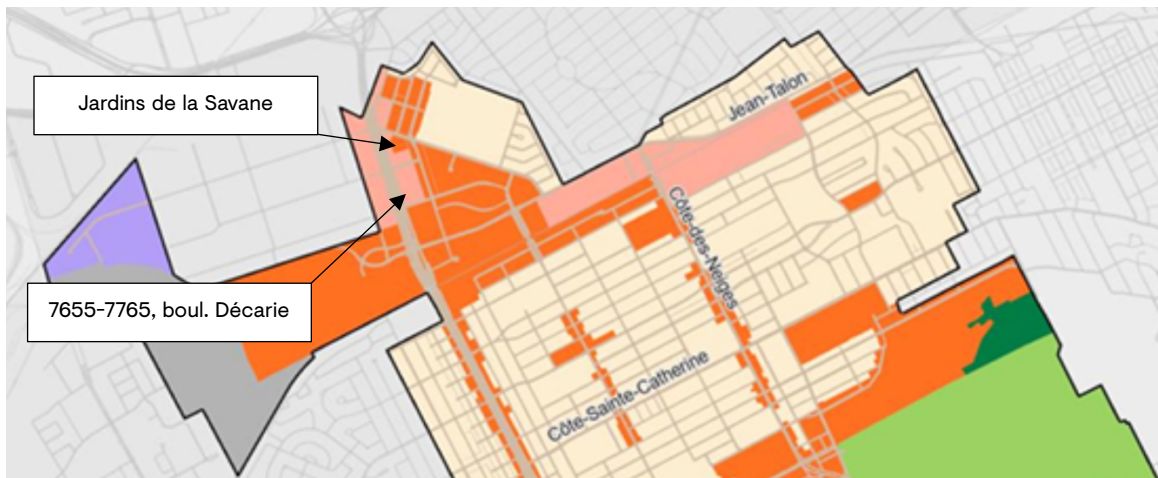 Jardins de la Savane
Jean-Talon
Côte-des-Neiges
7655-7765, boul. Décarie
Côte-Sainte-Catherine